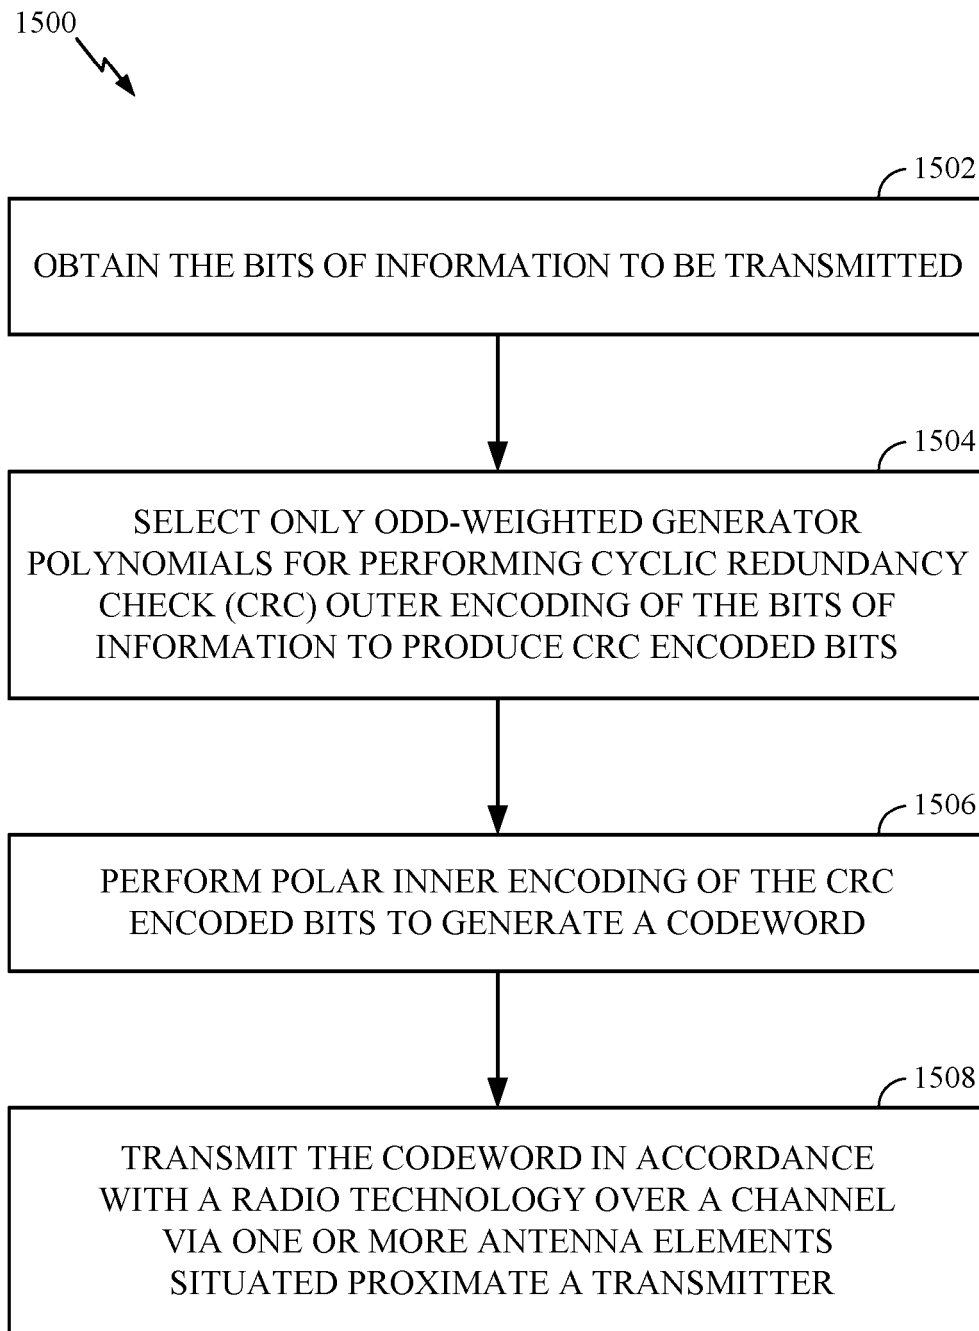 1500
1502
OBTAIN THE BITS OF INFORMATION TO BE TRANSMITTED
1504
SELECT ONLY ODD-WEIGHTED GENERATOR
POLYNOMIALS FOR PERFORMING CYCLIC REDUNDANCY
CHECK (CRC) OUTER ENCODING OF THE BITS OF
INFORMATION TO PRODUCE CRC ENCODED BITS
1506
PERFORM POLAR INNER ENCODING OF THE CRC
ENCODED BITS TO GENERATE A CODEWORD
1508
TRANSMIT THE CODEWORD IN ACCORDANCE
WITH A RADIO TECHNOLOGY OVER A CHANNEL
VIA ONE OR MORE ANTENNA ELEMENTS
SITUATED PROXIMATE A TRANSMITTER